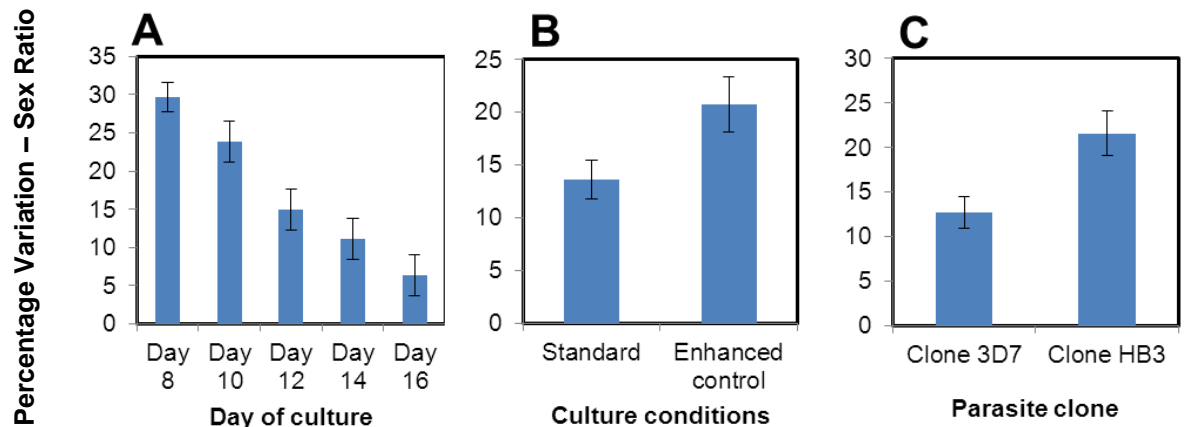 Percentage Variation – Sex Ratio
A
35
30
25
20
15
10
5
0
Day
8
Day
10
Day
12
Day
14
Day
16
Day of culture
B
25
20
15
10
5
0
Standard
Enhanced
control
Culture conditions
C
30
25
20
15
10
5
0
Clone 3D7
Clone HB3
Parasite clone